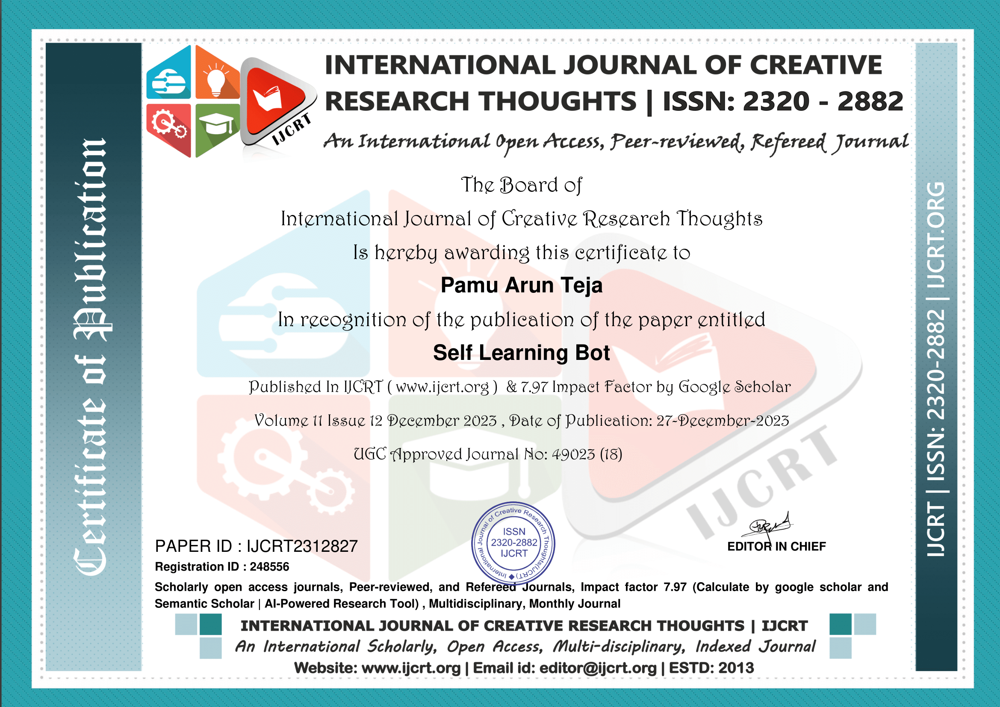 Certificate of Publication
IJCRT
INTERNATIONAL JOURNAL OF CREATIVE
RESEARCH THOUGHTS | ISSN: 2320 - 2882
An International Open Access, Peer-reviewed, Refereed Journal
The Board of
International Journal of Creative Research Thoughts
Is hereby awarding this certificate to
Pamu Arun Teja
In recognition of the publication of the paper entitled
Self Learning Bot
Published In IJCRT ( www.ijcrt.org ) & 7.97 Impact Factor by Google Scholar
Volume 11 Issue 12 December 2023 , Date of Publication: 27-December-2023
UGC Approved Journal No: 49023 (18)
IJCRT
PAPER ID : IJCRT2312827
Registration ID : 248556
International Journal of Creative Research Thoughts(IJCRT)
ISSN
2320-2882
IJCRT
EDITOR IN CHIEF
Scholarly open access journals, Peer-reviewed, and Refereed Journals, Impact factor 7.97 (Calculate by google scholar and
Semantic Scholar | AI-Powered Research Tool) , Multidisciplinary, Monthly Journal
INTERNATIONAL JOURNAL OF CREATIVE RESEARCH THOUGHTS | IJCRT
An International Scholarly, Open Access, Multi-disciplinary, Indexed Journal
Website: www.ijcrt.org | Email id: editor@ijcrt.org | ESTD: 2013
IJCRT | ISSN: 2320-2882 | IJCRT.ORG